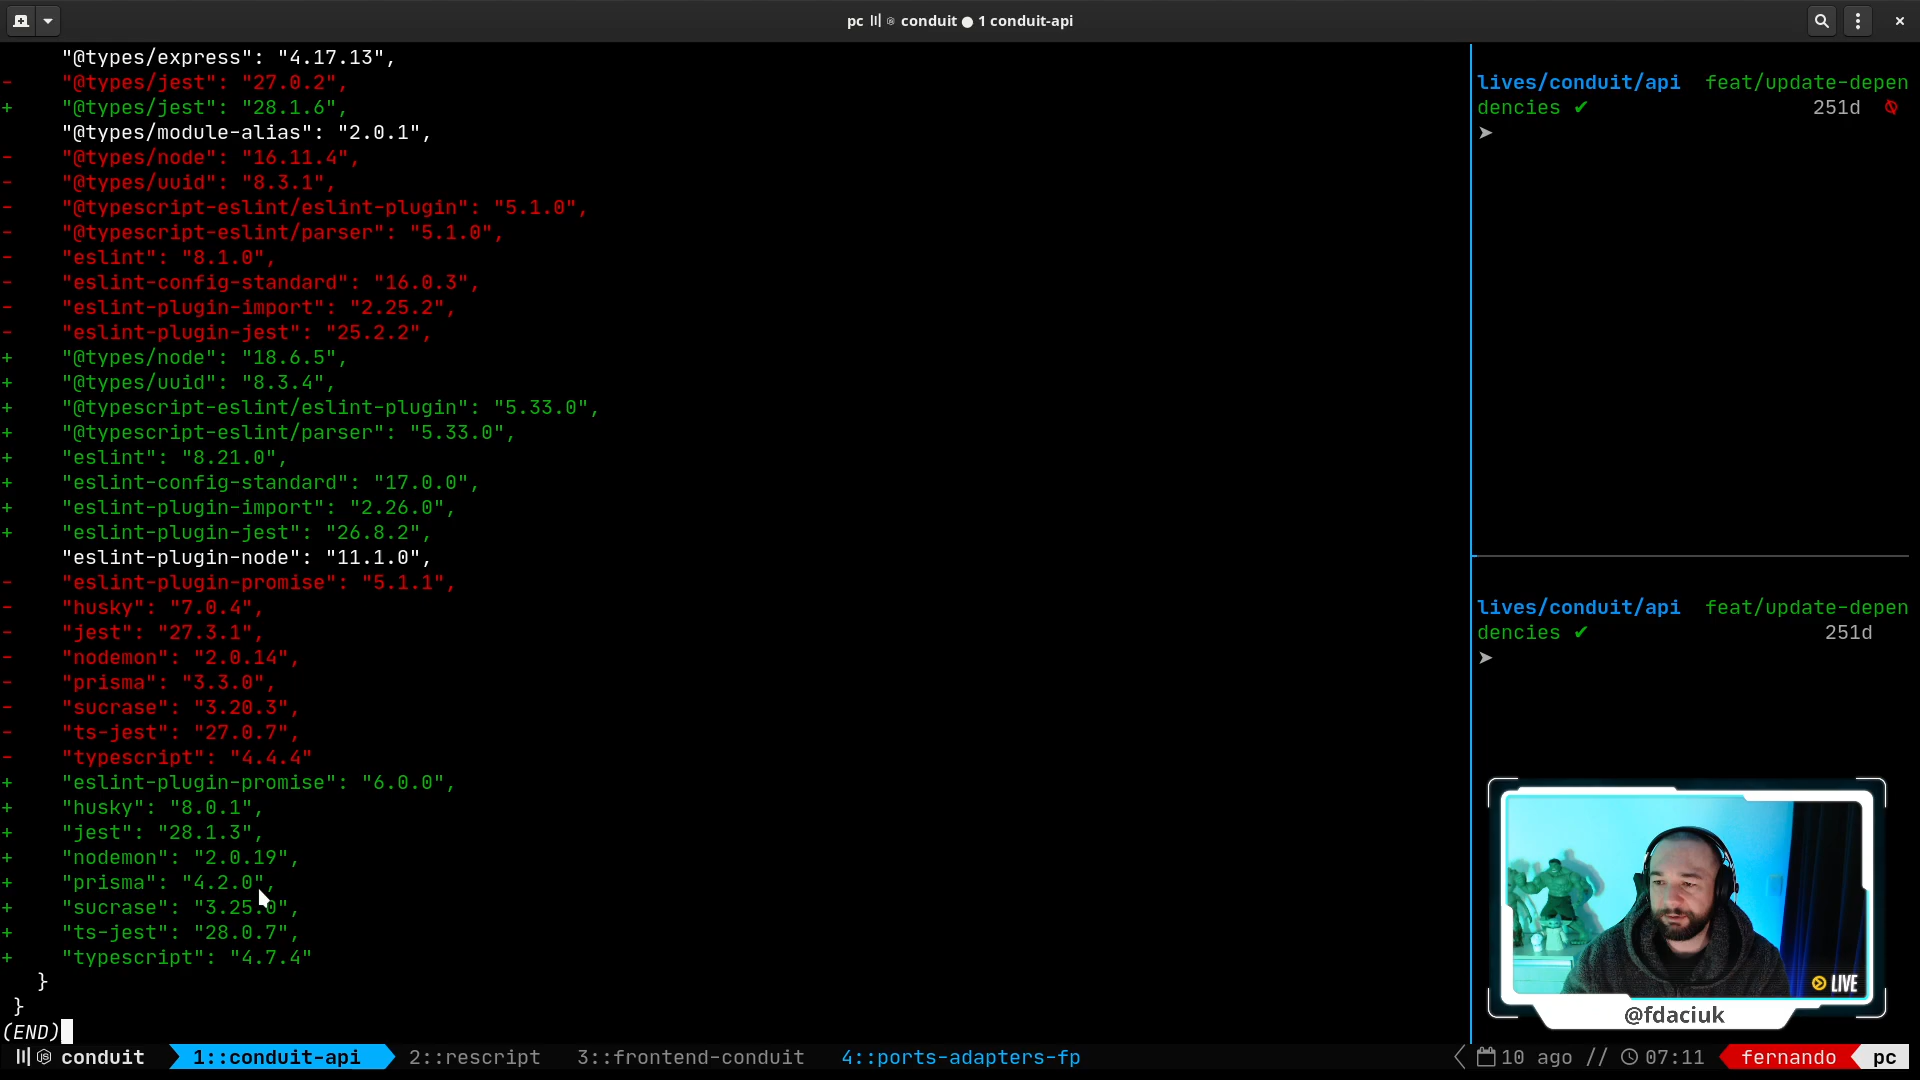 pc conduit ● 1 conduit-api
"@types/express": "4.17.13",
- "@types/jest": "27.0.2",
+ "@types/jest": "28.1.6",
"@types/module-alias": "2.0.1",
- "@types/node": "16.11.4",
- "@types/uuid": "8.3.1",
- "@typescript-eslint/eslint-plugin": "5.1.0",
- "@typescript-eslint/parser": "5.1.0",
- "eslint": "8.1.0",
- "eslint-config-standard": "16.0.3",
- "eslint-plugin-import": "2.25.2",
- "eslint-plugin-jest": "25.2.2",
+ "@types/node": "18.6.5",
+ "@types/uuid": "8.3.4",
+ "@typescript-eslint/eslint-plugin": "5.33.0",
+ "@typescript-eslint/parser": "5.33.0",
+ "eslint": "8.21.0",
+ "eslint-config-standard": "17.0.0",
+ "eslint-plugin-import": "2.26.0",
+ "eslint-plugin-jest": "26.8.2",
"eslint-plugin-node": "11.1.0",
- "eslint-plugin-promise": "5.1.1",
- "husky": "7.0.4",
- "jest": "27.3.1",
- "nodemon": "2.0.14",
- "prisma": "3.3.0",
- "sucrase": "3.20.3",
- "ts-jest": "27.0.7",
- "typescript": "4.4.4"
+ "eslint-plugin-promise": "6.0.0",
+ "husky": "8.0.1",
+ "jest": "28.1.3",
+ "nodemon": "2.0.19",
+ "prisma": "4.2.0",
+ "sucrase": "3.25.0",
+ "ts-jest": "28.0.7",
+ "typescript": "4.7.4"
}
}
(END)
lives/conduit/api feat/update-depen
dencies ✔ 251d
➤
lives/conduit/api feat/update-depen
dencies ✔ 251d
➤
LIVE
@fdaciuk
conduit 1::conduit-api 2::rescript 3::frontend-conduit 4::ports-adapters-fp 10 ago // 07:11 fernando pc